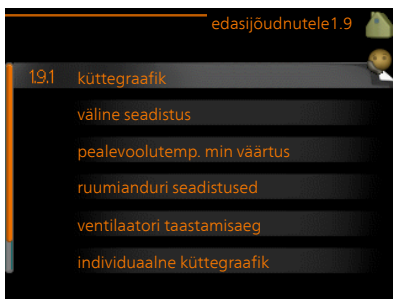 edasijõudnutele1.9
1.9.1 küttegraafik
väline seadistus
pealevoolutemp. min väärtus
ruumianduri seadistused
ventilaatori taastamisaeg
individuaalne küttegraafik